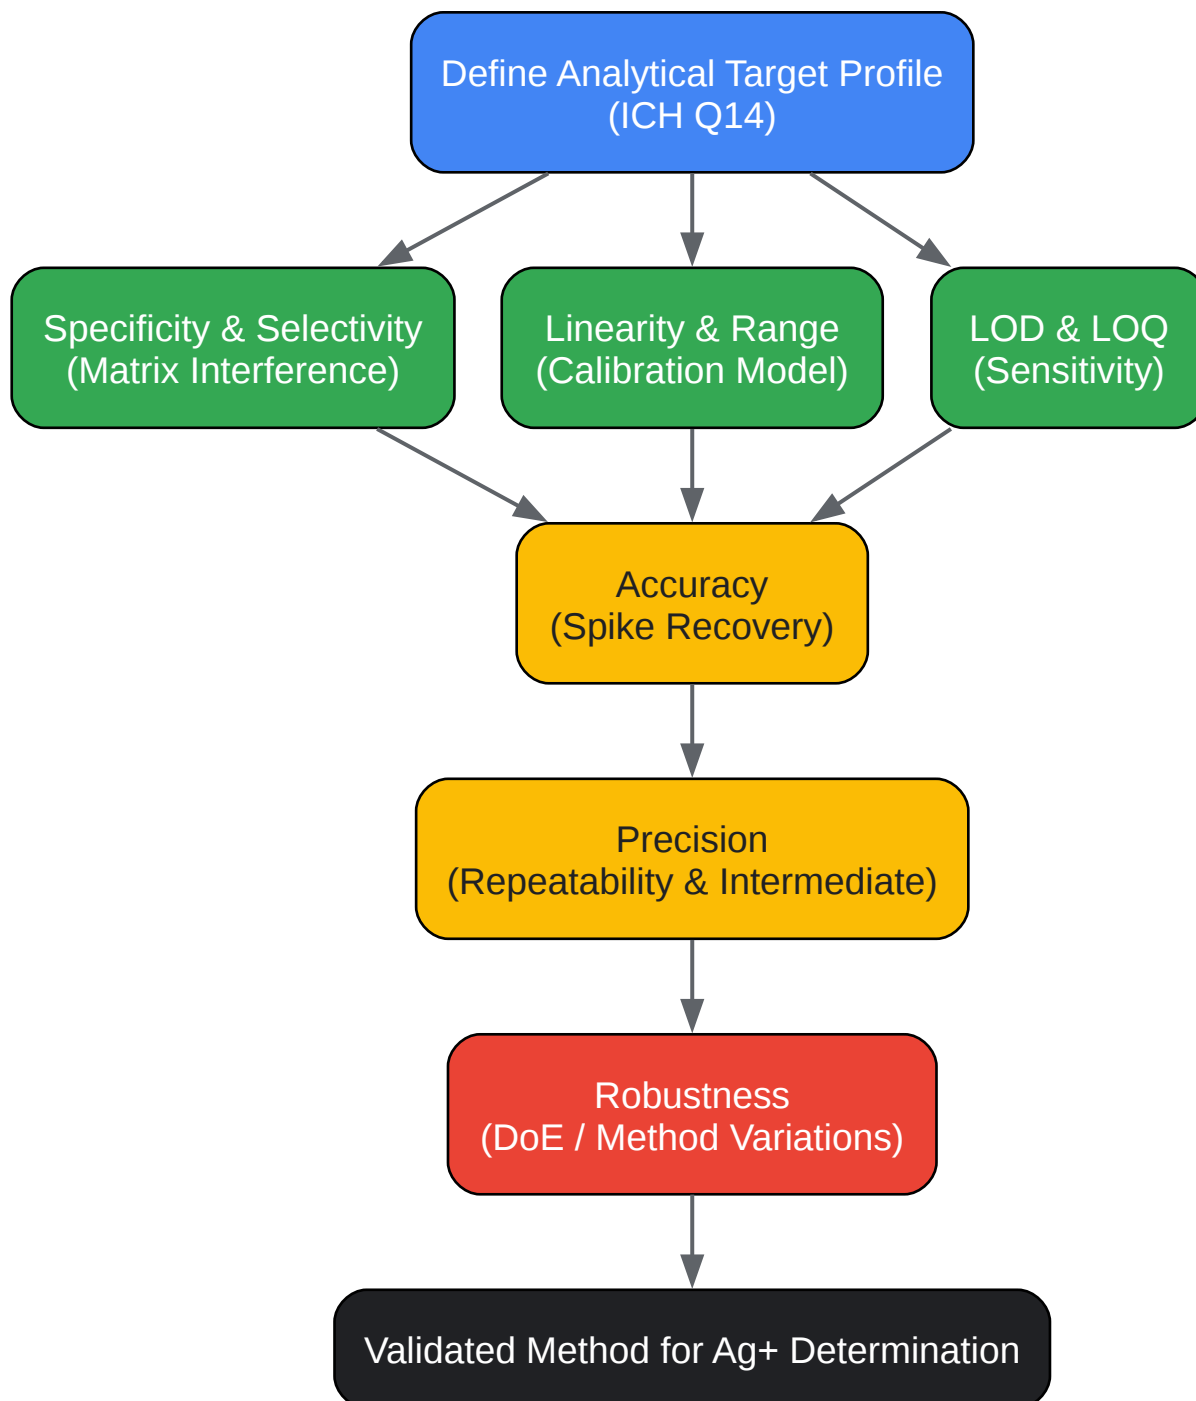 Define Analytical Target Profile
(ICH Q14)
Specificity & Selectivity
(Matrix Interference)
Linearity & Range
(Calibration Model)
LOD & LOQ
(Sensitivity)
Accuracy
(Spike Recovery)
Precision
(Repeatability & Intermediate)
Robustness
(DoE / Method Variations)
Validated Method for Ag+ Determination